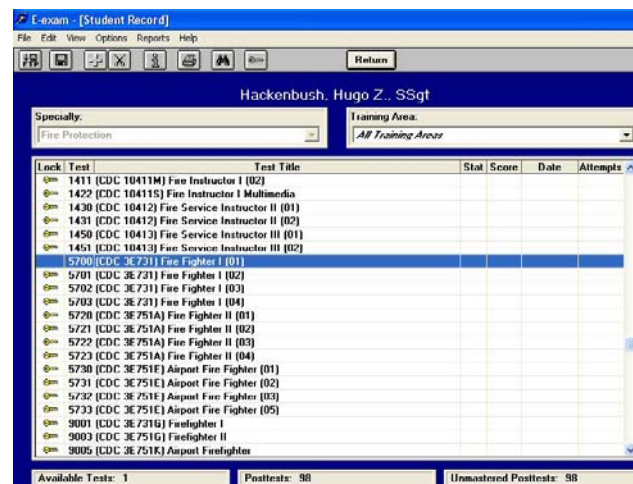 E-exam - [Student Record]
File Edit View Options Reports Help
Return
Hackenbush, Hugo Z., SSgt
Specialty: Training Area:
Fire Protection All Training Areas
Lock Test Test Title Stat Score Date Attempts
1411 (CDC 10411M) Fire Instructor I (02)
1422 (CDC 10411S) Fire Instructor I Multimedia
1430 (CDC 10412) Fire Service Instructor II (01)
1431 (CDC 10412) Fire Service Instructor II (02)
1450 (CDC 10413) Fire Service Instructor III (01)
1451 (CDC 10413) Fire Service Instructor III (02)
5700 (CDC 3E731) Fire Fighter I (01)
5701 (CDC 3E731) Fire Fighter I (02)
5702 (CDC 3E731) Fire Fighter I (03)
5703 (CDC 3E731) Fire Fighter I (04)
5720 (CDC 3E751A) Fire Fighter II (01)
5721 (CDC 3E751A) Fire Fighter II (02)
5722 (CDC 3E751A) Fire Fighter II (03)
5723 (CDC 3E751A) Fire Fighter II (04)
5730 (CDC 3E751E) Airport Fire Fighter (01)
5731 (CDC 3E751E) Airport Fire Fighter (02)
5732 (CDC 3E751E) Airport Fire Fighter (03)
5733 (CDC 3E751E) Airport Fire Fighter (05)
9001 (CDC 3E731G) Firefighter I
9003 (CDC 3E751G) Firefighter II
9005 (CDC 3E751K) Airport Firefighter
Available Tests: 1 Posttests: 98 Unmastered Posttests: 98